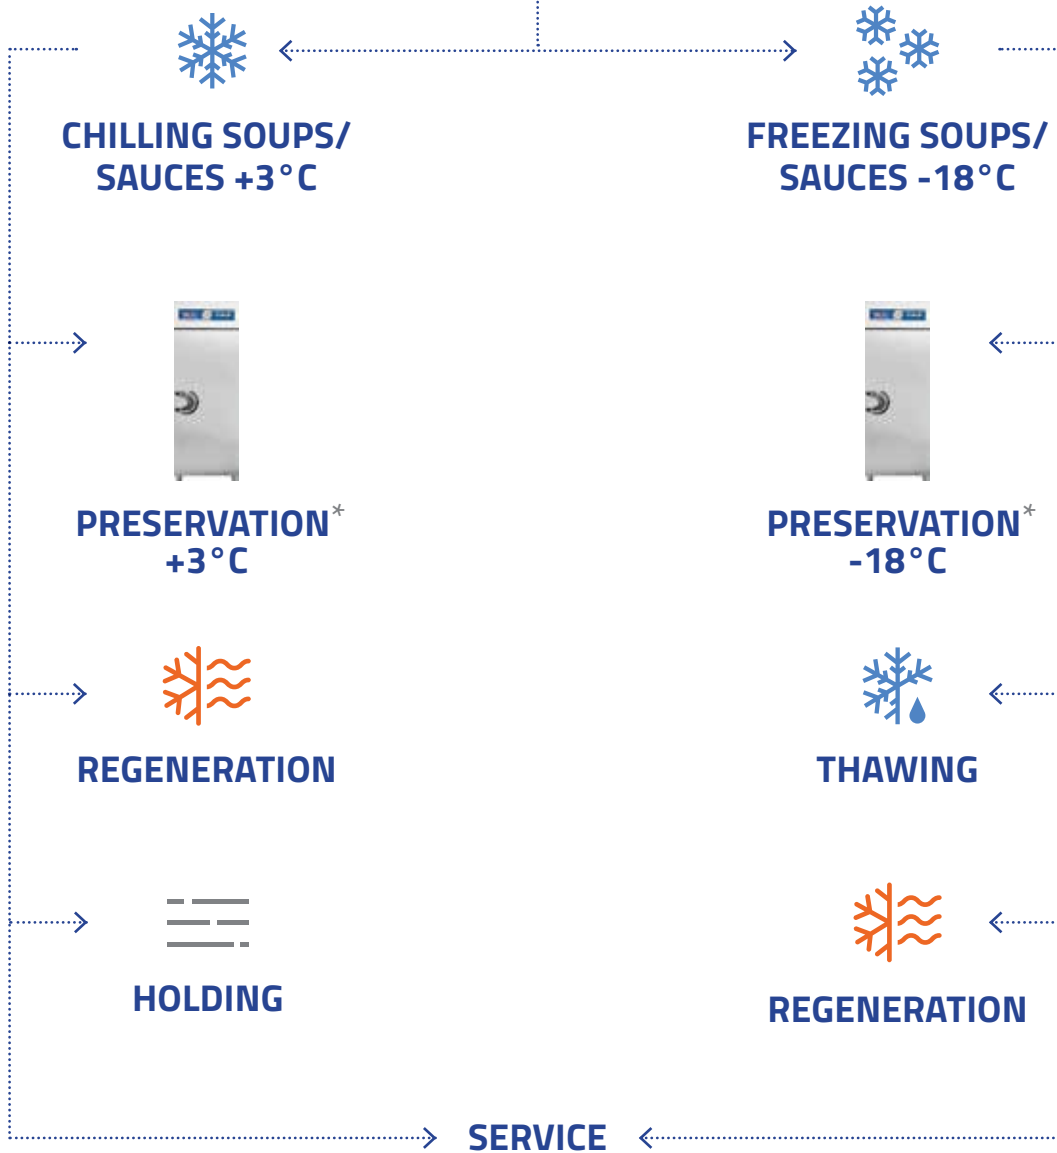 CHILLING SOUPS/
SAUCES +3°C
FREEZING SOUPS/
SAUCES -18°C
PRESERVATION*
+3°C
PRESERVATION*
-18°C
REGENERATION
THAWING
HOLDING
REGENERATION
SERVICE